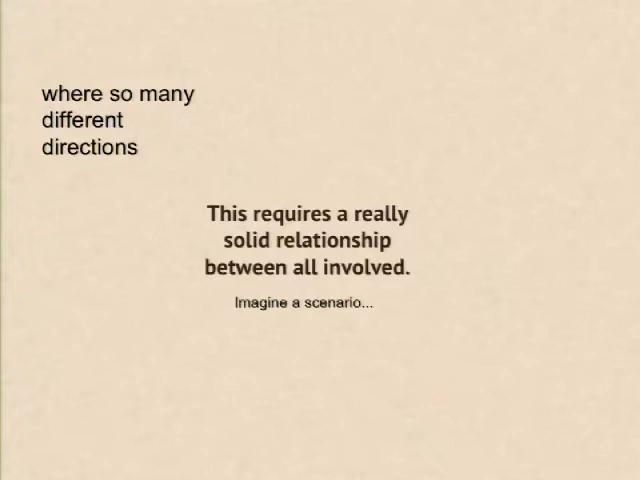 where so many
different
directions
This requires a really
solid relationship
between all involved.
Imagine a scenario...